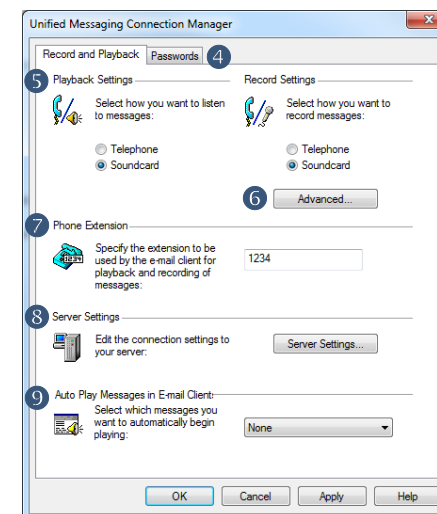 Unified Messaging Connection Manager
Record and Playback Passwords 4
5 Playback Settings Record Settings
Select how you want to listen
to messages:
Select how you want to
record messages:
Telephone Telephone
Soundcard Soundcard
6 Advanced...
7 Phone Extension
Specify the extension to be
used by the e-mail client for
playback and recording of
messages:
1234
8 Server Settings
Edit the connection settings to
your server:
Server Settings...
9 Auto Play Messages in E-mail Client:
Select which messages you
want to automatically begin
playing:
None
OK Cancel Apply Help